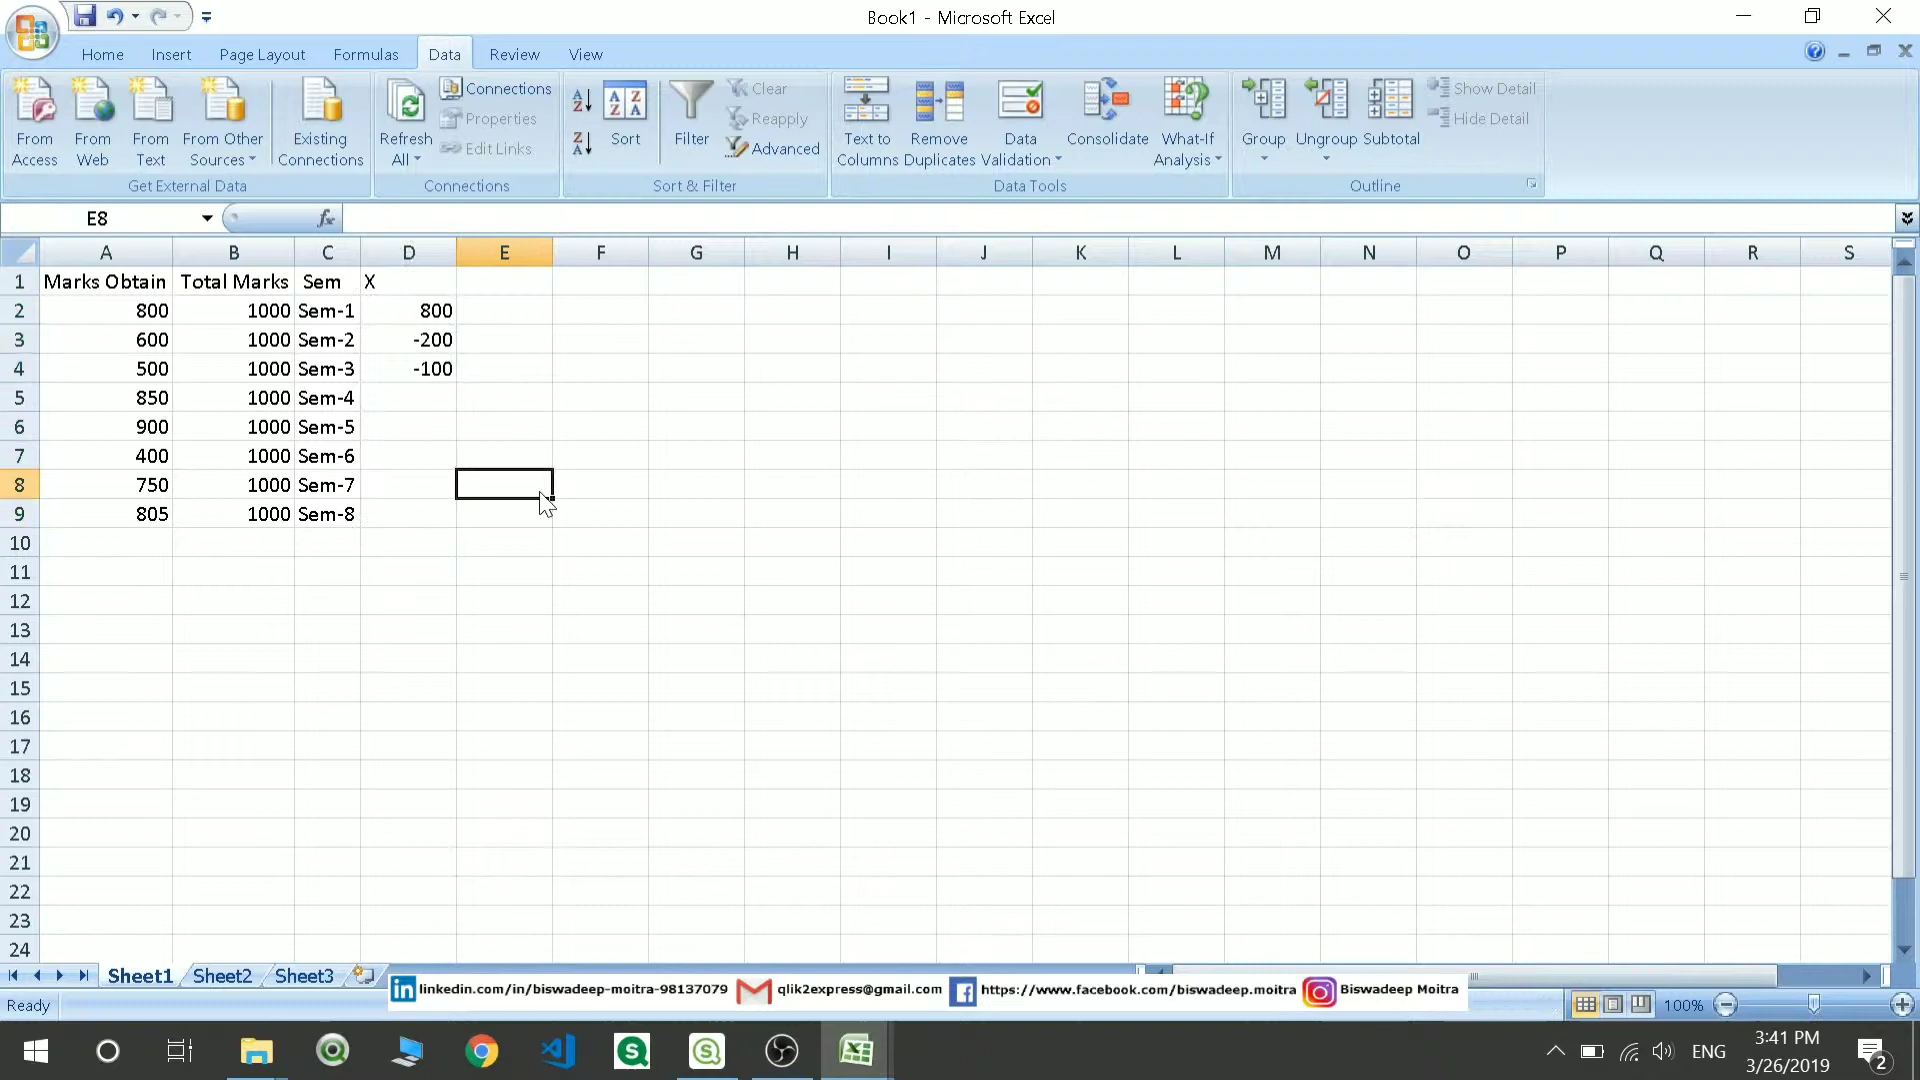 Book1 - Microsoft Excel
Home Insert Page Layout Formulas Data Review View
From Access
From Web
From Text
From Other Sources
Existing Connections
Get External Data
Refresh All
Connections
Properties
Edit Links
Connections
Sort
Filter
Clear
Reapply
Advanced
Sort & Filter
Text to Columns
Remove Duplicates
Data Validation
Consolidate
What-If Analysis
Data Tools
Group
Ungroup
Subtotal
Show Detail
Hide Detail
Outline
E8 fx
A B C D E F G H I J K L M N O P Q R S
1 Marks Obtain Total Marks Sem X
2 800 1000 Sem-1 800
3 600 1000 Sem-2 -200
4 500 1000 Sem-3 -100
5 850 1000 Sem-4
6 900 1000 Sem-5
7 400 1000 Sem-6
8 750 1000 Sem-7
9 805 1000 Sem-8
10
11
12
13
14
15
16
17
18
19
20
21
22
23
24
Sheet1 Sheet2 Sheet3
linkedin.com/in/biswadeep-moitra-98137079 qlik2express@gmail.com https://www.facebook.com/biswadeep.moitra Biswadeep Moitra
Ready 100%
ENG
3:41 PM
3/26/2019
2